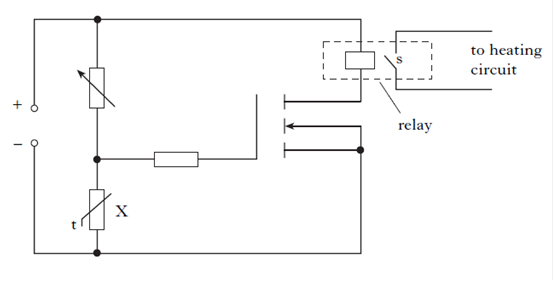 to heating
circuit
s
+
−
relay
X
t